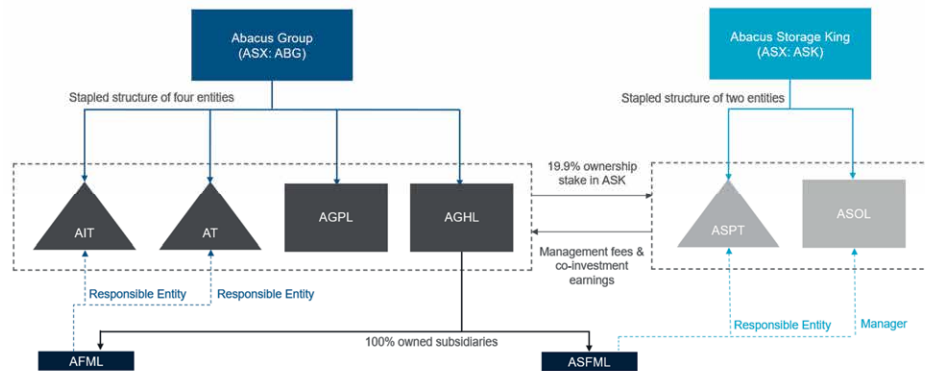 Abacus Group
(ASX: ABG)
Abacus Storage King
(ASX: ASK)
Stapled structure of four entities
Stapled structure of two entities
19.9% ownership
stake in ASK
AIT
AT
AGPL
AGHL
ASPT
ASOL
Management fees &
co-investment
earnings
Responsible Entity
Responsible Entity
Responsible Entity
Manager
100% owned subsidiaries
AFML
ASFML